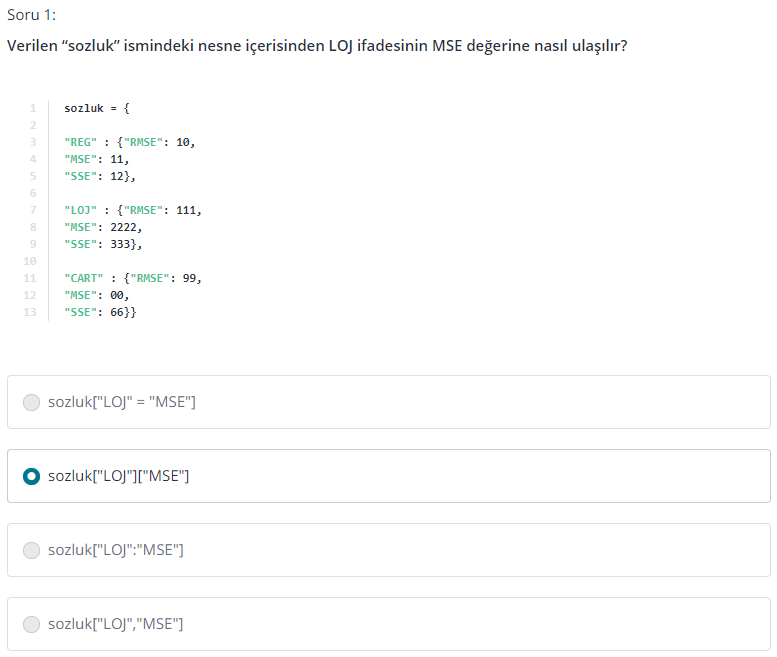 Soru 1:
Verilen “sozluk” ismindeki nesne içerisinden LOJ ifadesinin MSE değerine nasıl ulaşılır?
1 sozluk = {
2
3 "REG" : {"RMSE": 10,
4 "MSE": 11,
5 "SSE": 12},
6
7 "LOJ" : {"RMSE": 111,
8 "MSE": 2222,
9 "SSE": 333},
10
11 "CART" : {"RMSE": 99,
12 "MSE": 00,
13 "SSE": 66}}
sozluk["LOJ" = "MSE"]
sozluk["LOJ"]["MSE"]
sozluk["LOJ":"MSE"]
sozluk["LOJ","MSE"]